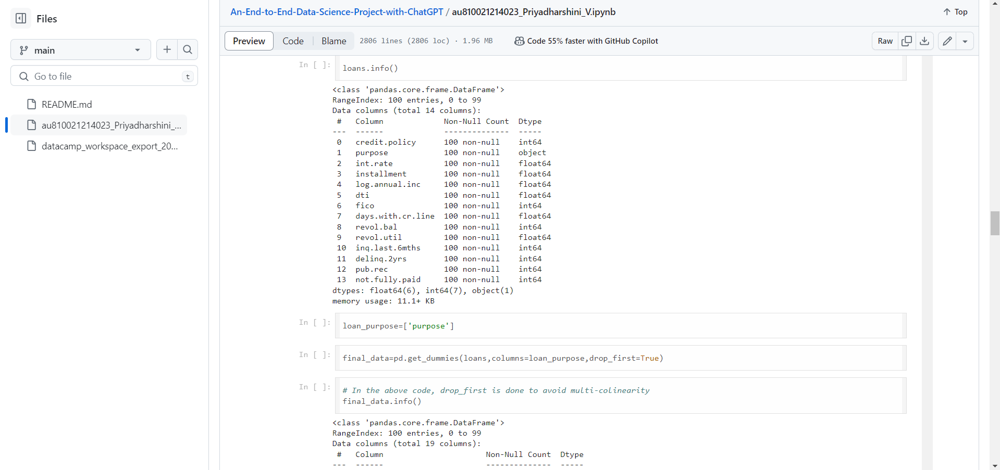 Files
main
Go to file
t
README.md
au810021214023_Priyadharshini_...
datacamp_workspace_export_20...
An-End-to-End-Data-Science-Project-with-ChatGPT / au810021214023_Priyadharshini_V.ipynb
Top
Preview Code Blame 2806 lines (2806 loc) · 1.96 MB Code 55% faster with GitHub Copilot Raw
In [ ]: loans.info()
<class 'pandas.core.frame.DataFrame'>
RangeIndex: 100 entries, 0 to 99
Data columns (total 14 columns):
 #   Column             Non-Null Count  Dtype
---  ------             --------------  -----
 0   credit.policy      100 non-null    int64
 1   purpose            100 non-null    object
 2   int.rate           100 non-null    float64
 3   installment        100 non-null    float64
 4   log.annual.inc     100 non-null    float64
 5   dti                100 non-null    float64
 6   fico               100 non-null    int64
 7   days.with.cr.line  100 non-null    float64
 8   revol.bal          100 non-null    int64
 9   revol.util         100 non-null    float64
 10  inq.last.6mths     100 non-null    int64
 11  delinq.2yrs        100 non-null    int64
 12  pub.rec            100 non-null    int64
 13  not.fully.paid     100 non-null    int64
dtypes: float64(6), int64(7), object(1)
memory usage: 11.1+ KB
In [ ]: loan_purpose=['purpose']
In [ ]: final_data=pd.get_dummies(loans,columns=loan_purpose,drop_first=True)
In [ ]: # In the above code, drop_first is done to avoid multi-colinearity
final_data.info()
<class 'pandas.core.frame.DataFrame'>
RangeIndex: 100 entries, 0 to 99
Data columns (total 19 columns):
 #   Column                      Non-Null Count  Dtype
---  ------                      --------------  -----